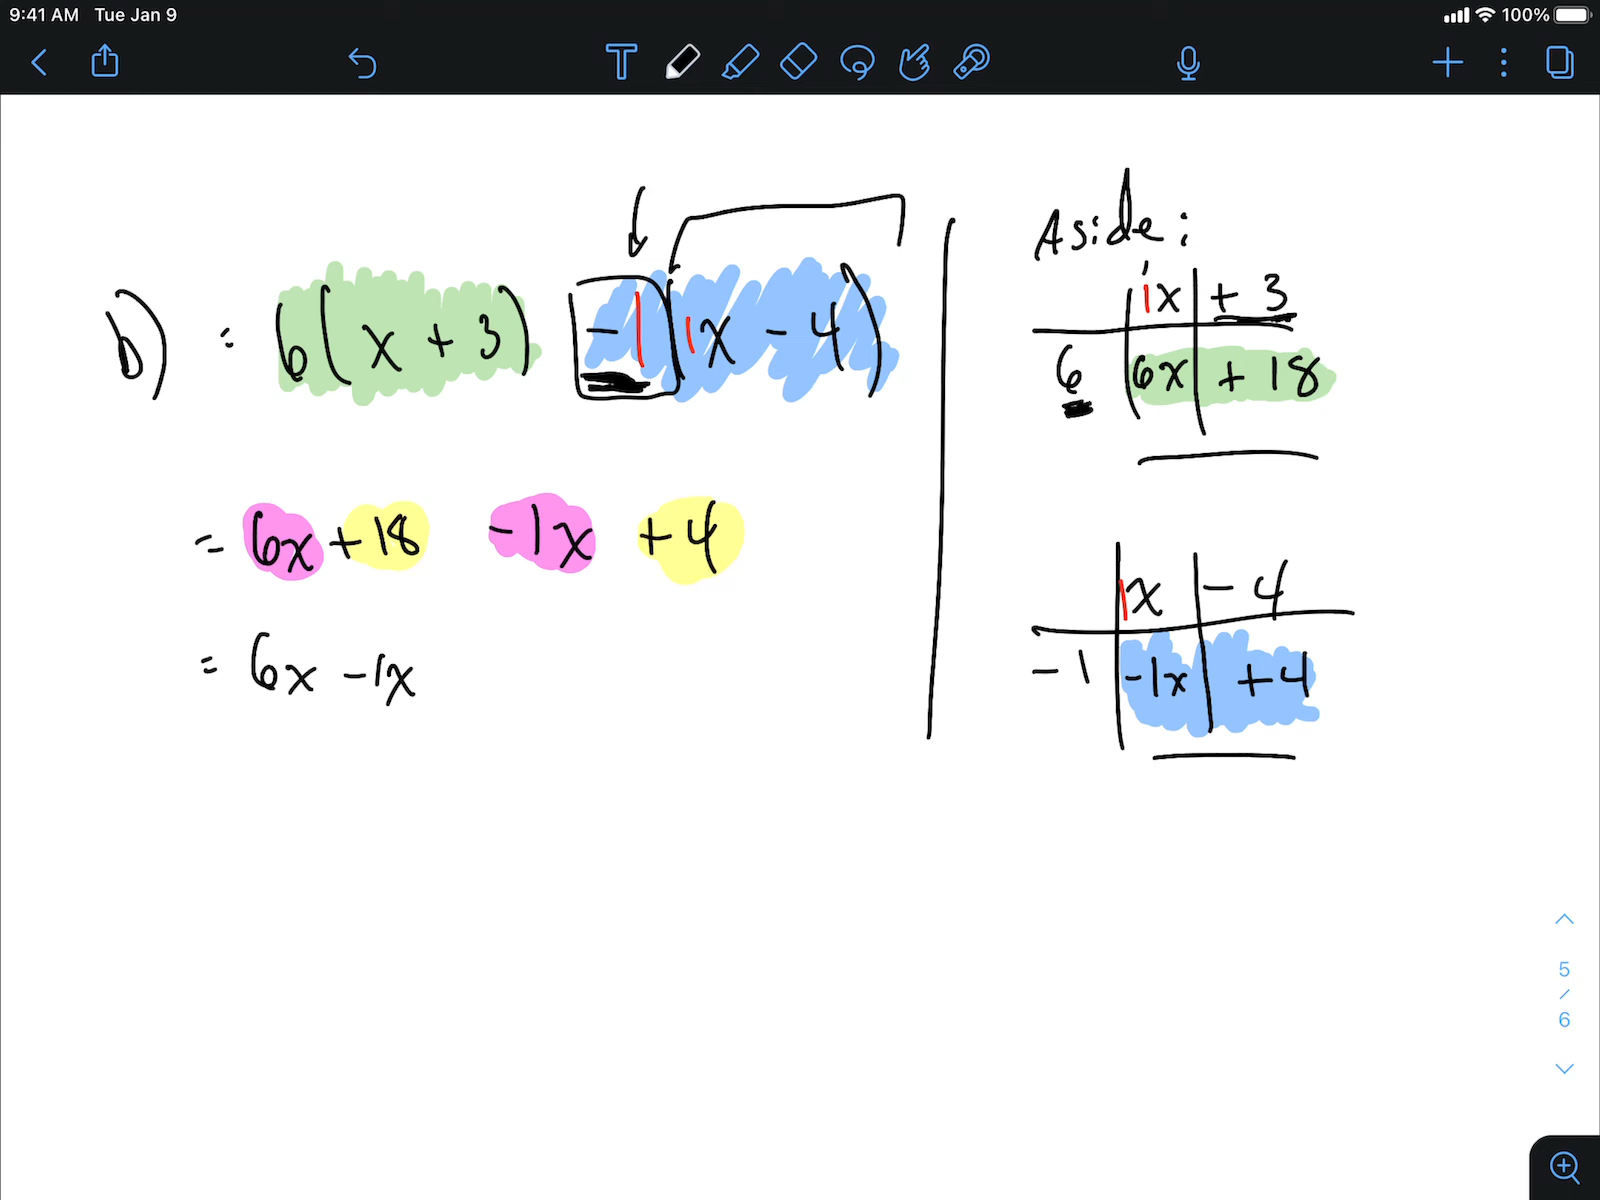 9:41 AM Tue Jan 9 100%
b) = 6(x + 3) -1(1x - 4)
= 6x + 18 -1x + 4
= 6x - 1x
Aside:
1x + 3
6 6x + 18
1x - 4
-1 -1x +4
5
/
6